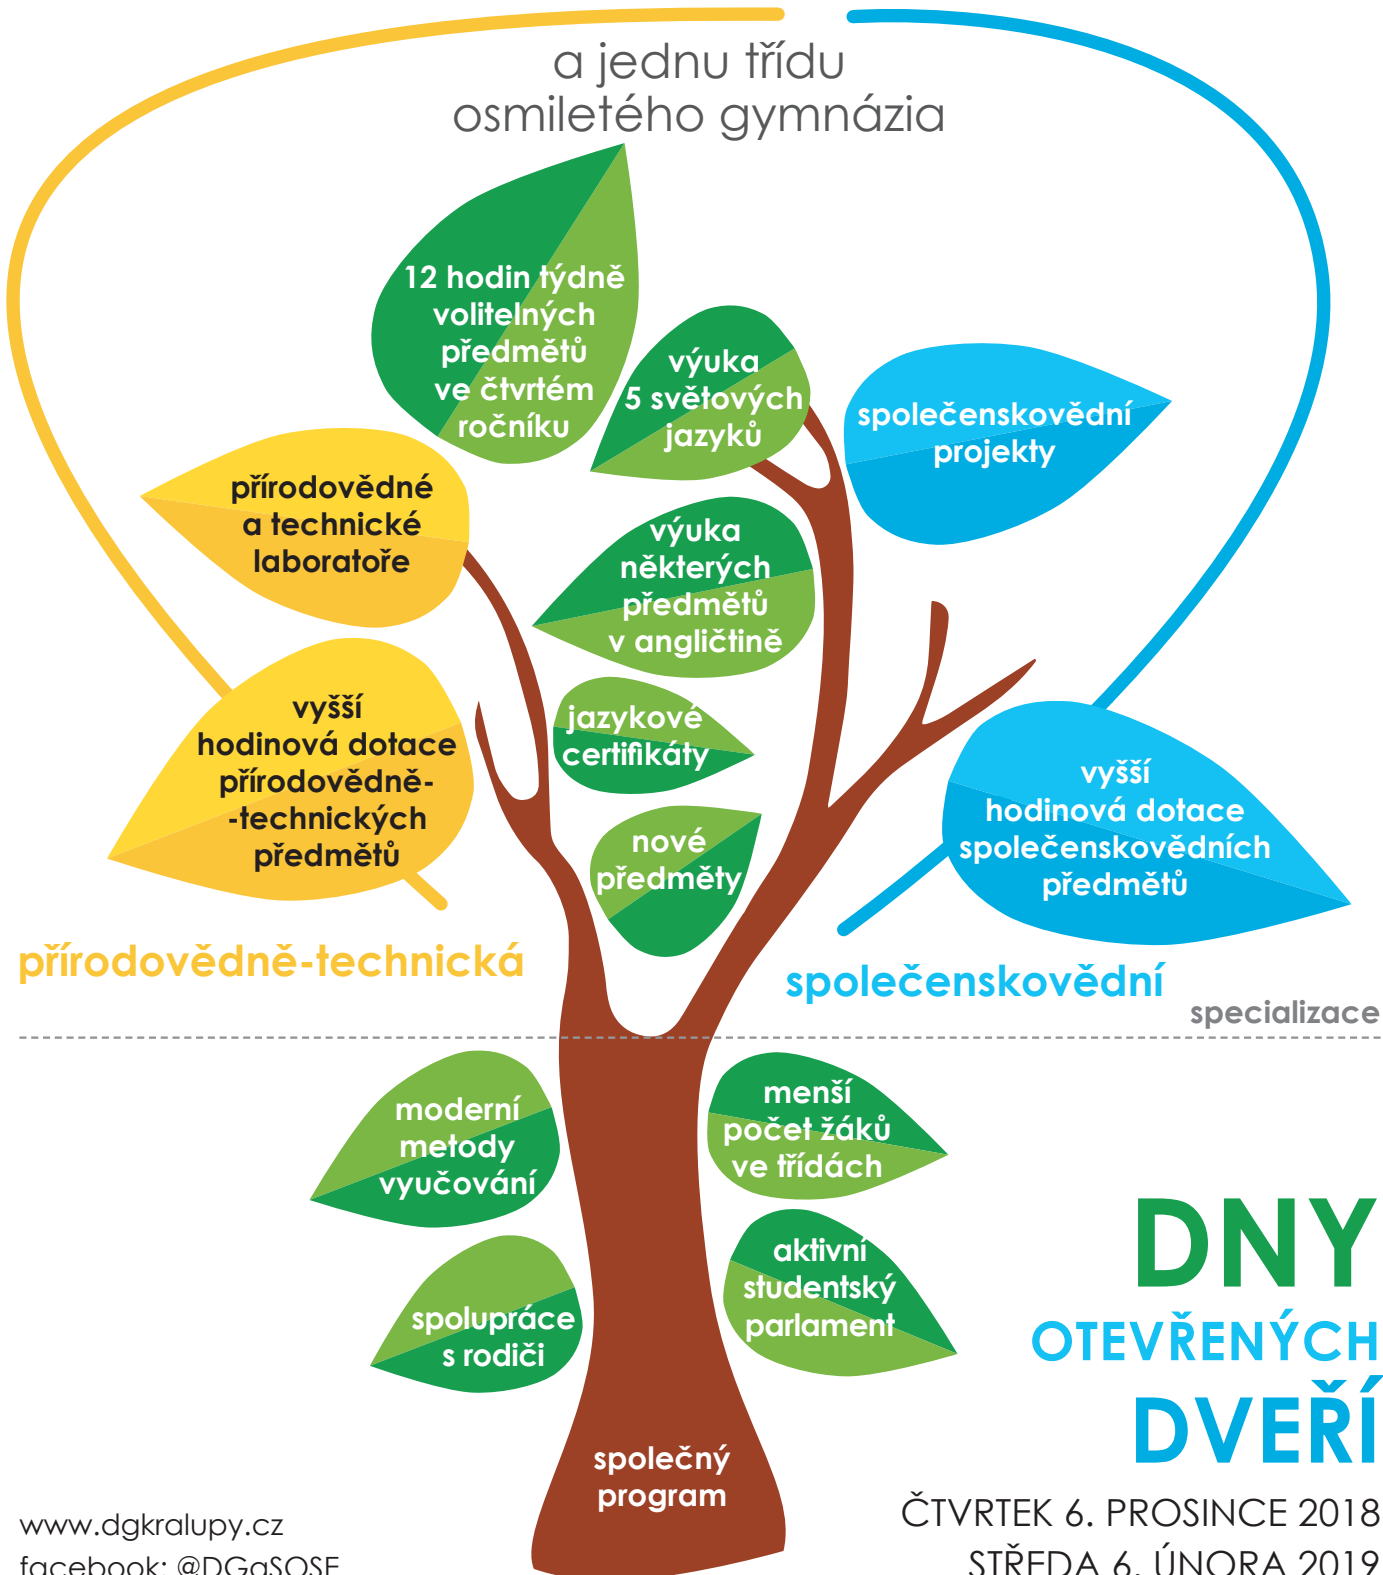 a jednu třídu
osmiletého gymnázia
12 hodin týdně
volitelných
předmětů
ve čtvrtém
ročníku
výuka
5 světových
jazyků
společenskovědní
projekty
přírodovědné
a technické
laboratoře
výuka
některých
předmětů
v angličtině
vyšší
hodinová dotace
přírodovědně-
-technických
předmětů
jazykové
certifikáty
vyšší
hodinová dotace
společenskovědních
předmětů
nové
předměty
přírodovědně-technická
společenskovědní
specializace
moderní
metody
vyučování
menší
počet žáků
ve třídách
spolupráce
s rodiči
aktivní
studentský
parlament
společný
program
DNY
OTEVŘENÝCH
DVEŘÍ
ČTVRTEK 6. PROSINCE 2018
STŘEDA 6. ÚNORA 2019
www.dgkralupy.cz
facebook: @DGaSOSE